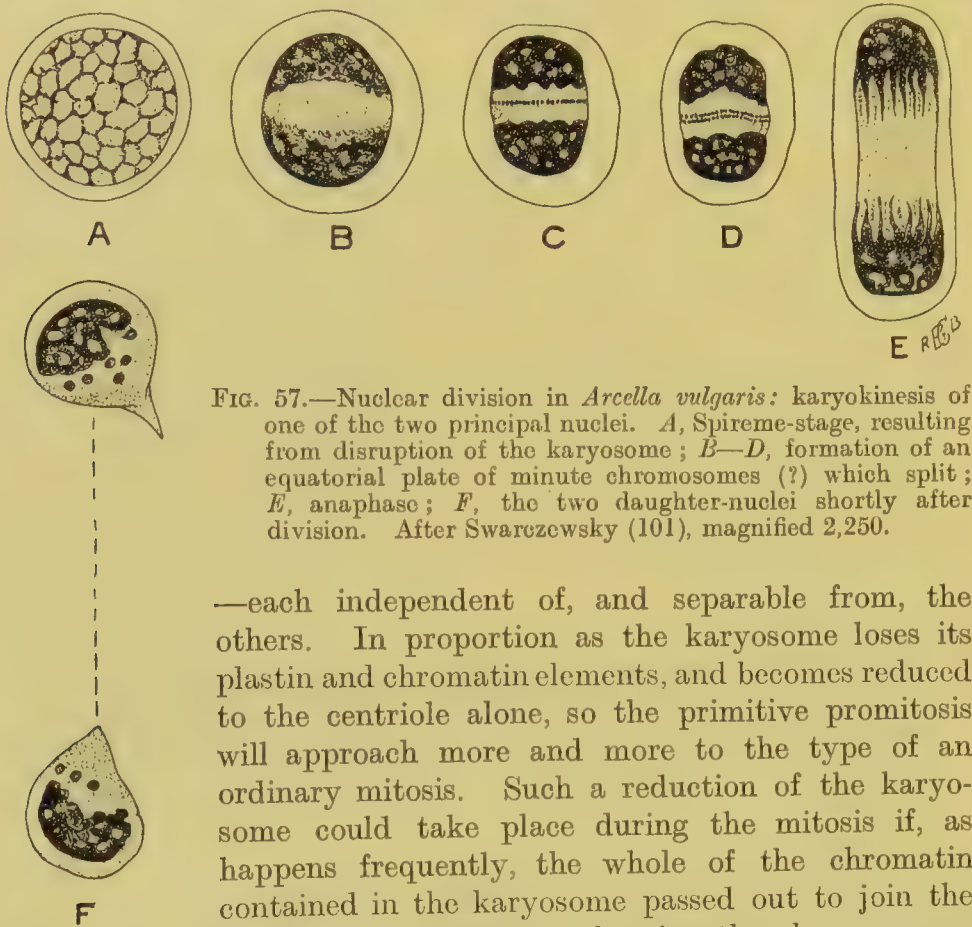 A
B
C
D
E
FIG. 57.—Nuclear division in Arcella vulgaris: karyokinesis of
one of the two principal nuclei. A, Spireme-stage, resulting
from disruption of the karyosome; B—D, formation of an
equatorial plate of minute chromosomes (?) which split;
E, anaphase; F, the two daughter-nuclei shortly after
division. After Swarczewsky (101), magnified 2,250.
—each independent of, and separable from, the
others. In proportion as the karyosome loses its
plastin and chromatin elements, and becomes reduced
to the centriole alone, so the primitive promitosis
will approach more and more to the type of an
ordinary mitosis. Such a reduction of the karyo-
some could take place during the mitosis if, as
happens frequently, the whole of the chromatin
contained in the karyosome passed out to join the
F